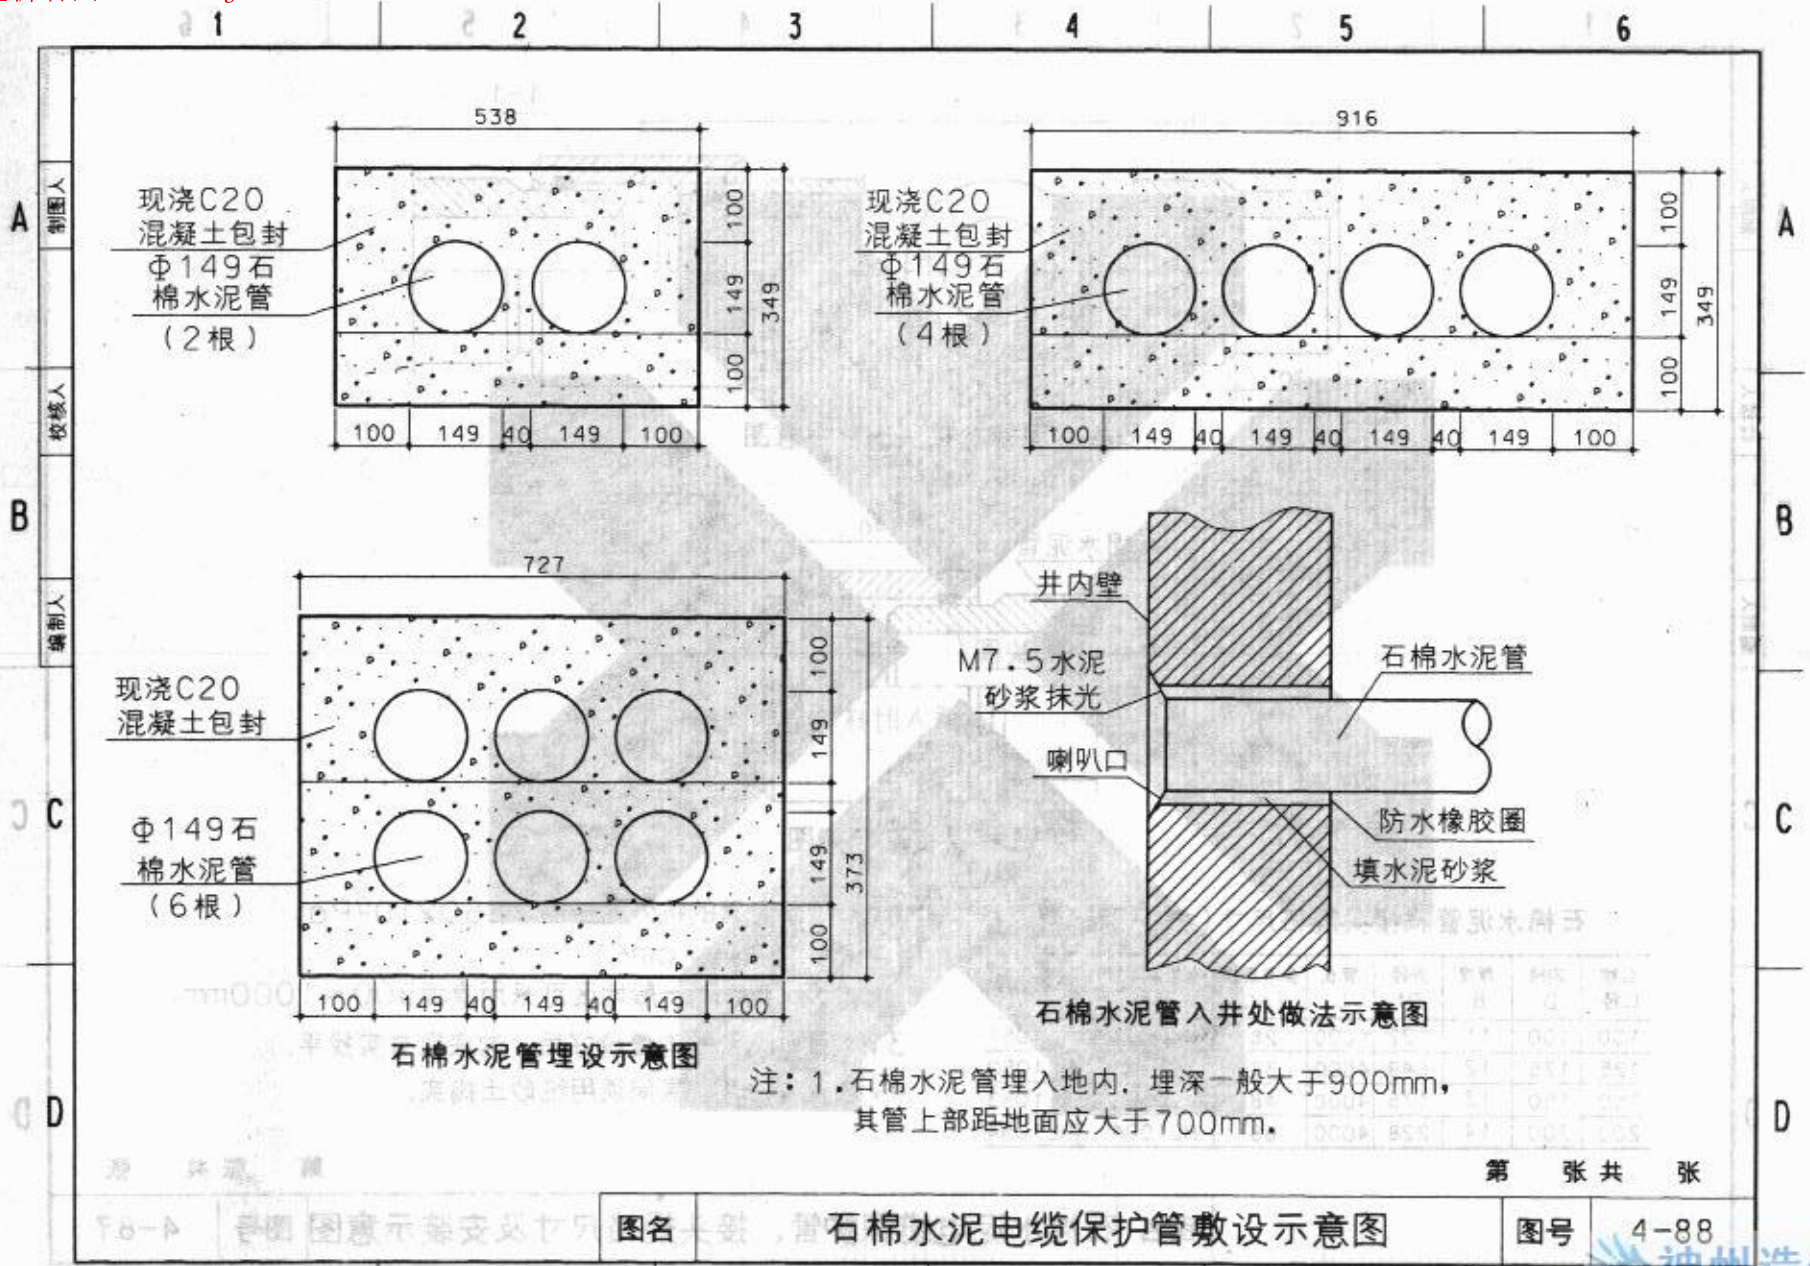 1 2 3 4 5 6
A
B
C
D
A
B
C
D
制图人
校核人
编制人
538
现浇C20
混凝土包封
Φ149石
棉水泥管
(2根)
100
149
100
349
100 149 40 149 100
916
现浇C20
混凝土包封
Φ149石
棉水泥管
(4根)
100
149
100
349
100 149 40 149 40 149 40 149 100
727
现浇C20
混凝土包封
Φ149石
棉水泥管
(6根)
100
149
149
100
373
100 149 40 149 40 149 100
石棉水泥管埋设示意图
井内壁
M7.5水泥
砂浆抹光
喇叭口
石棉水泥管
防水橡胶圈
填水泥砂浆
石棉水泥管入井处做法示意图
注：1.石棉水泥管埋入地内．埋深一般大于900mm，
其管上部距地面应大于700mm.
第 张 共 张
图名 石棉水泥电缆保护管敷设示意图 图号 4-88